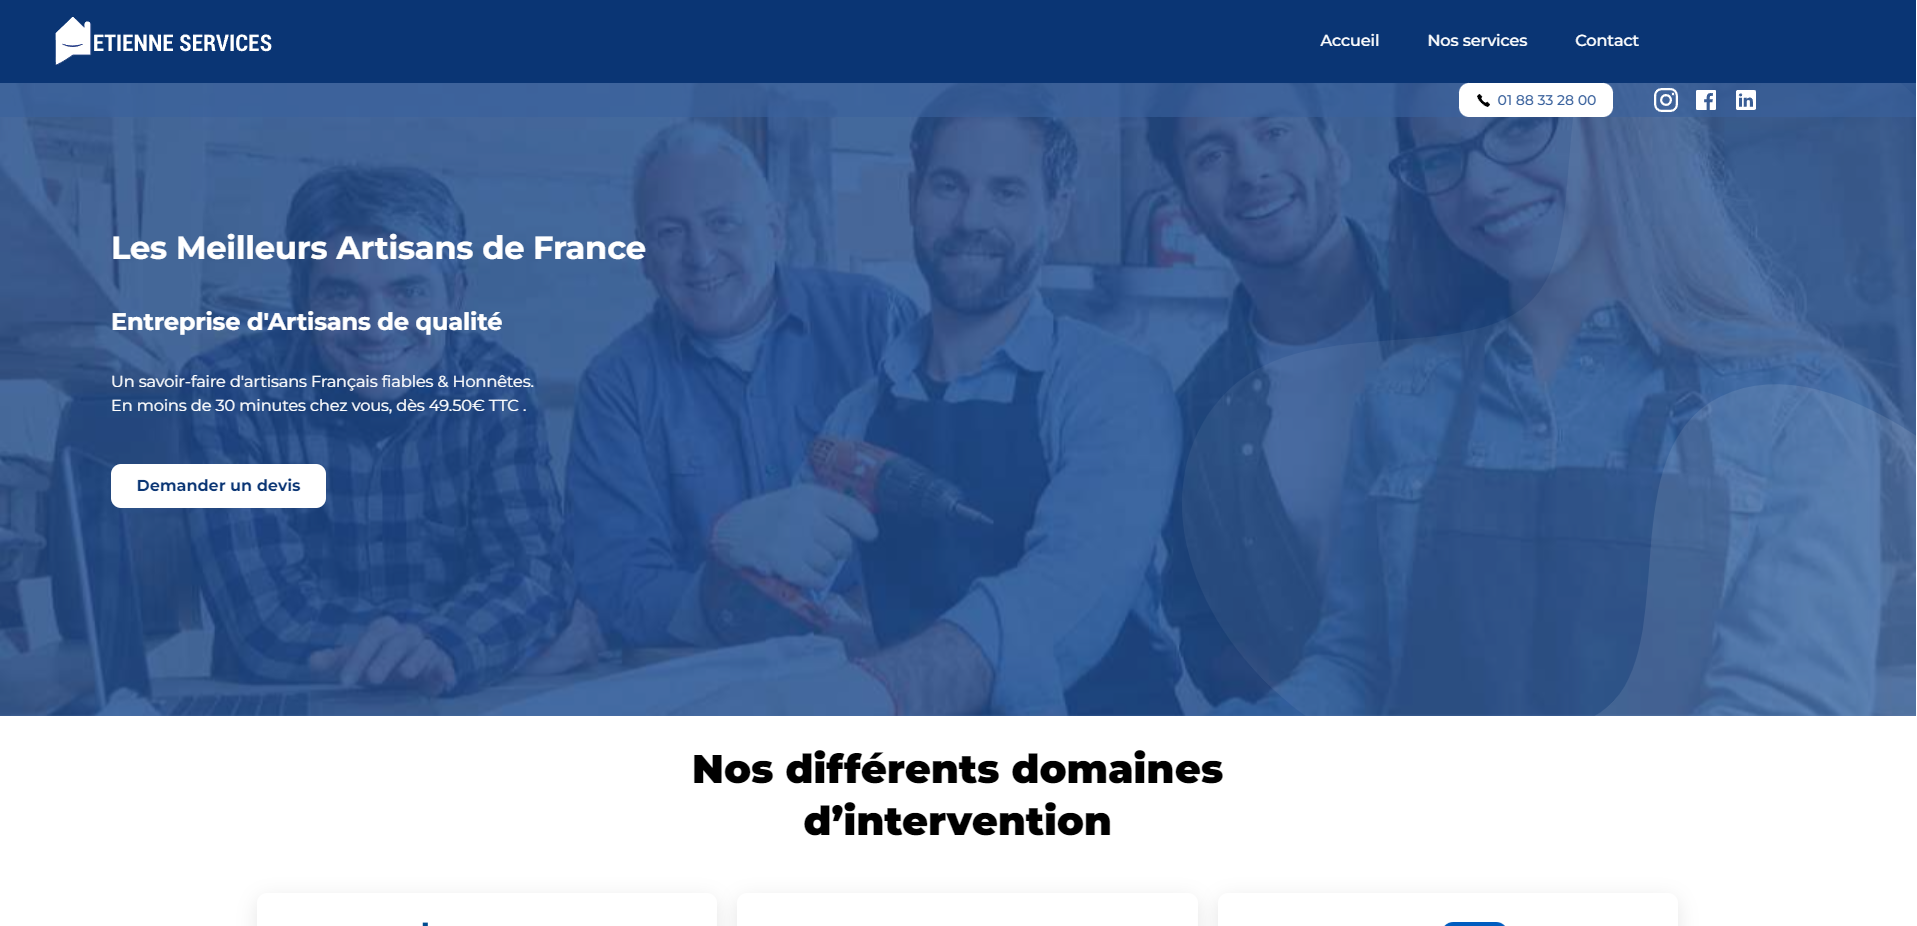 ETIENNE SERVICES
Accueil
Nos services
Contact
01 88 33 28 00
Les Meilleurs Artisans de France
Entreprise d'Artisans de qualité
Un savoir-faire d'artisans Français fiables & Honnêtes.
En moins de 30 minutes chez vous, dès 49.50€ TTC .
Demander un devis
Nos différents domaines
d’intervention